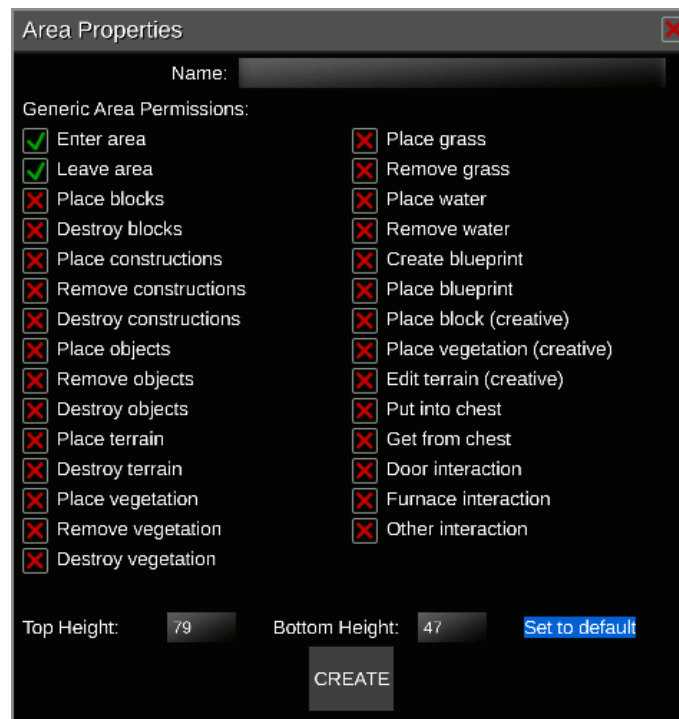 Area Properties
Name:
Generic Area Permissions:
Enter area
Leave area
Place blocks
Destroy blocks
Place constructions
Remove constructions
Destroy constructions
Place objects
Remove objects
Destroy objects
Place terrain
Destroy terrain
Place vegetation
Remove vegetation
Destroy vegetation
Place grass
Remove grass
Place water
Remove water
Create blueprint
Place blueprint
Place block (creative)
Place vegetation (creative)
Edit terrain (creative)
Put into chest
Get from chest
Door interaction
Furnace interaction
Other interaction
Top Height: 79 Bottom Height: 47 Set to default
CREATE